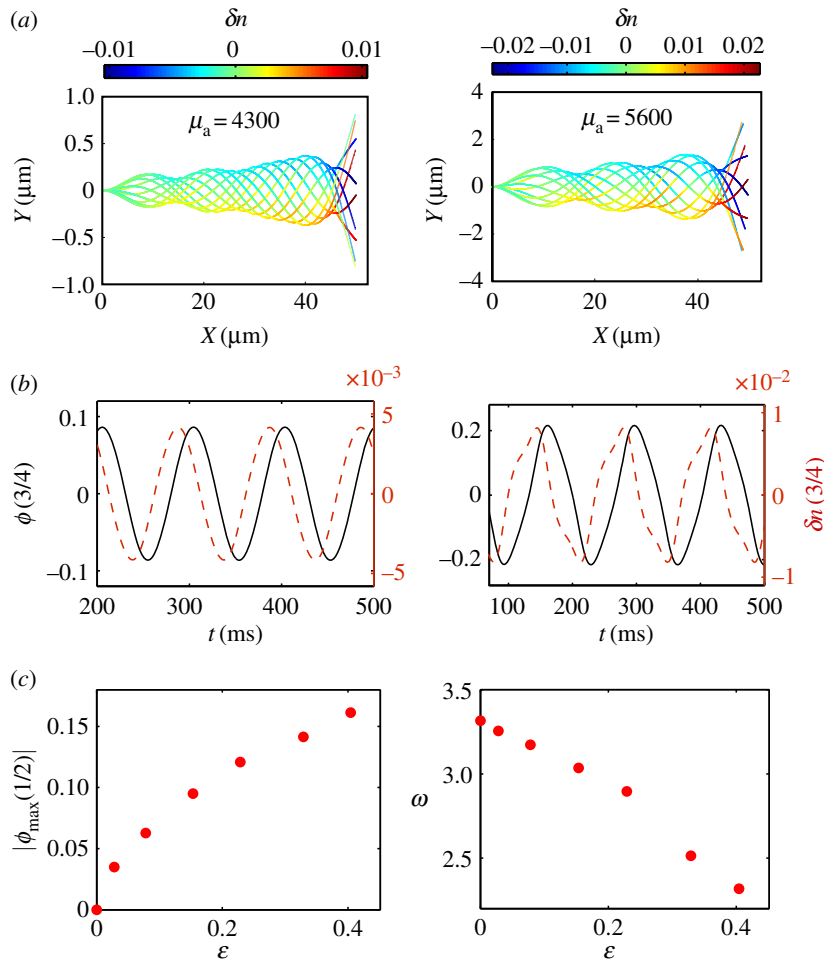 (a)
δn δn
−0.01 0 0.01 −0.02 −0.01 0 0.01 0.02
1.0 4
μa = 4300 μa = 5600
0.5 2
Y (μm) 0 Y (μm) 0
−0.5 −2
−1.0 −4
0 20 40 0 20 40
X (μm) X (μm)
(b)
×10−3 ×10−2
0.1 5 0.2 1
ϕ (3/4) 0 0 0 0 δn (3/4)
−0.1 −5 −0.2 −1
200 300 400 500 100 200 300 400 500
t (ms) t (ms)
(c)
0.15 3.5
0.10 3.0
|ϕmax(1/2)| ω
0.05 2.5
0
0 0.2 0.4 0 0.2 0.4
ε ε